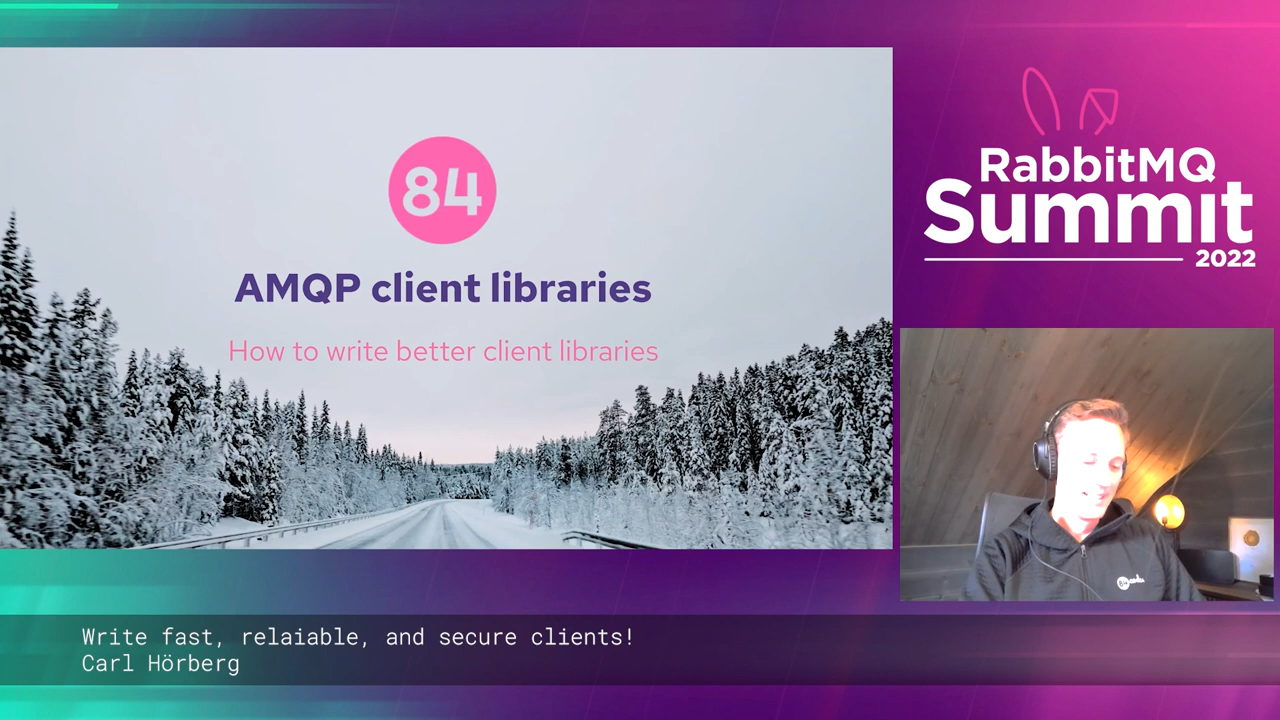 84
AMQP client libraries
How to write better client libraries
RabbitMQ
Summit
2022
84codes
Write fast, relaiable, and secure clients!
Carl Hörberg